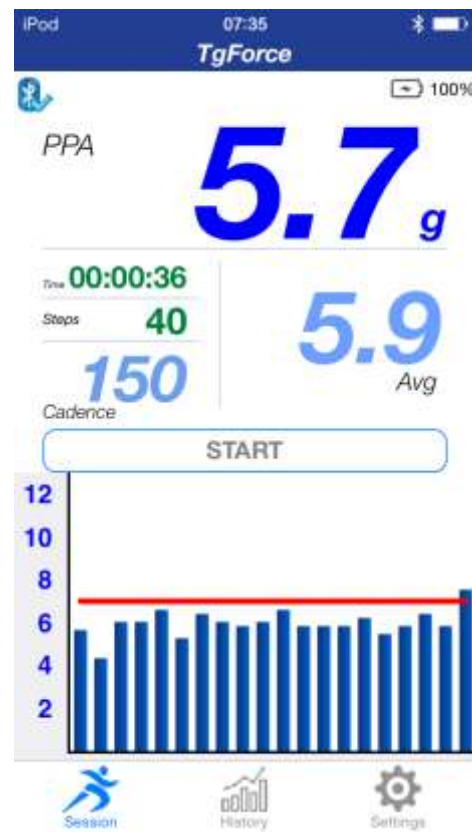 iPod 07:35
TgForce
100%
PPA 5.7 g
Time 00:00:36
Steps 40
5.9
Avg
150
Cadence
START
12
10
8
6
4
2
Session History Settings